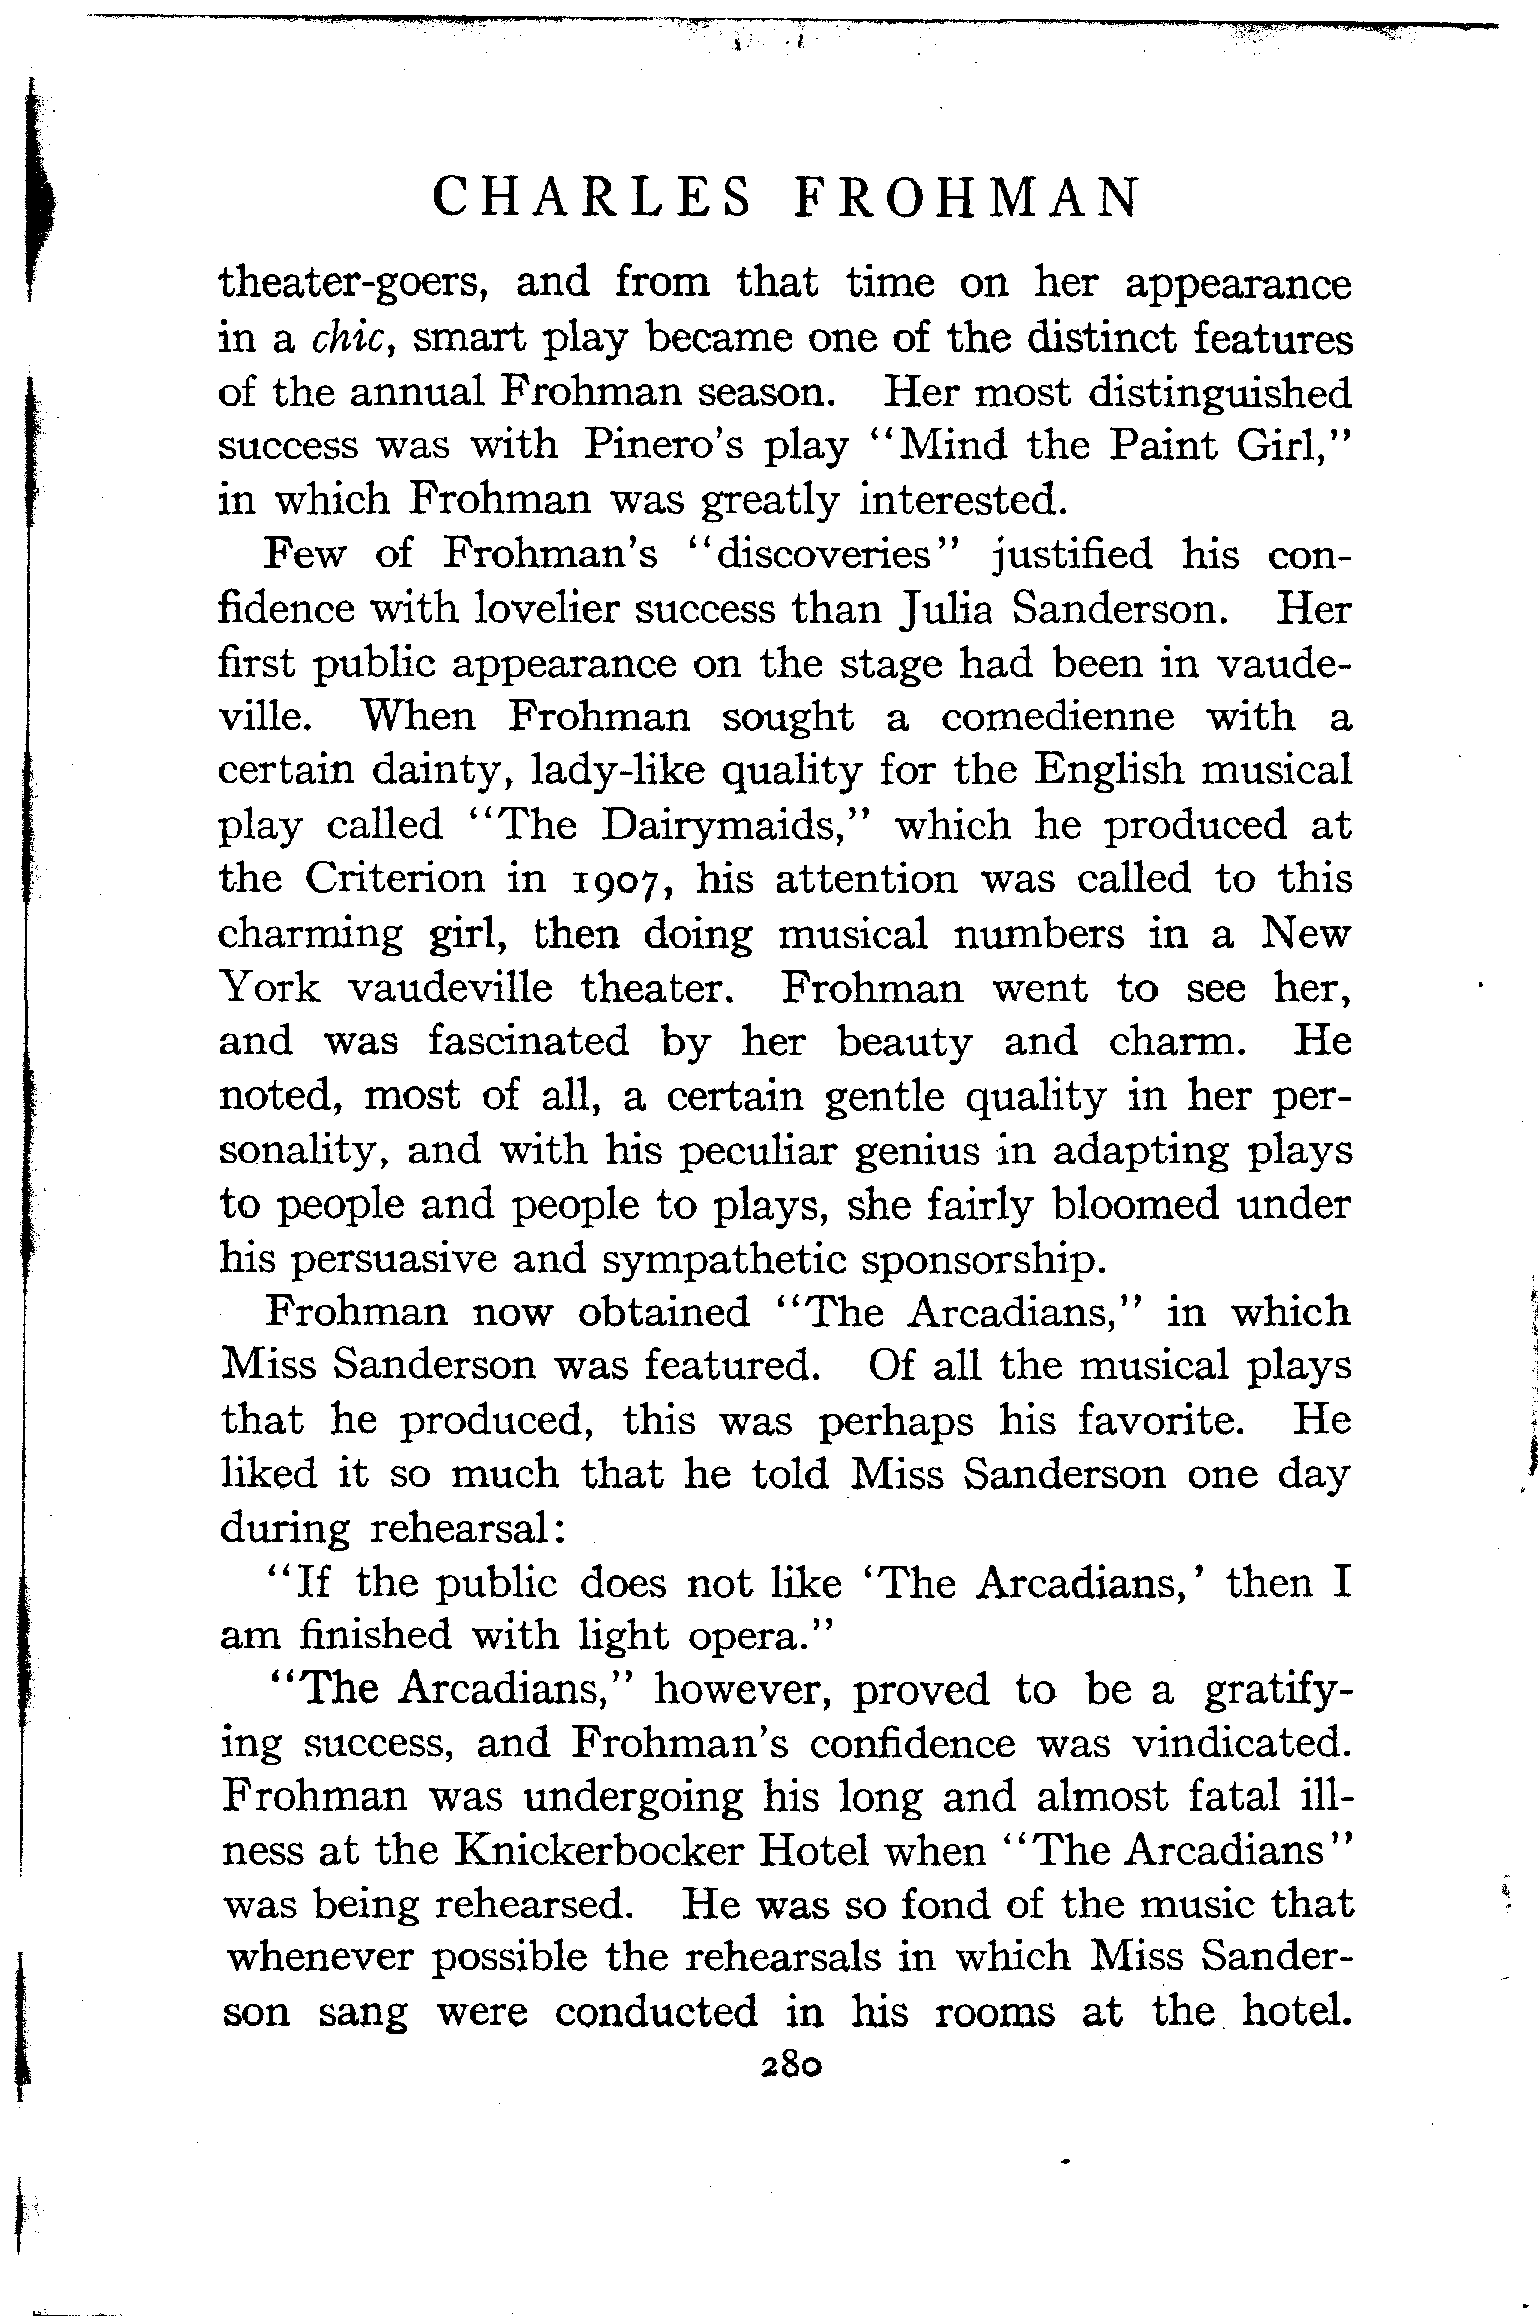 CHARLES FROHMAN
theater-goers, and from that time on her appearance
in a chic, smart play became one of the distinct features
of the annual Frohman season. Her most distinguished
success was with Pinero's play "Mind the Paint Girl,"
in which Frohman was greatly interested.
Few of Frohman's "discoveries" justified his con-
fidence with lovelier success than Julia Sanderson. Her
first public appearance on the stage had been in vaude-
ville. When Frohman sought a comedienne with a
certain dainty, lady-like quality for the English musical
play called "The Dairymaids," which he produced at
the Criterion in 1907, his attention was called to this
charming girl, then doing musical numbers in a New
York vaudeville theater. Frohman went to see her,
and was fascinated by her beauty and charm. He
noted, most of all, a certain gentle quality in her per-
sonality, and with his peculiar genius in adapting plays
to people and people to plays, she fairly bloomed under
his persuasive and sympathetic sponsorship.
Frohman now obtained "The Arcadians," in which
Miss Sanderson was featured. Of all the musical plays
that he produced, this was perhaps his favorite. He
liked it so much that he told Miss Sanderson one day
during rehearsal:
"If the public does not like 'The Arcadians,' then I
am finished with light opera."
"The Arcadians," however, proved to be a gratify-
ing success, and Frohman's confidence was vindicated.
Frohman was undergoing his long and almost fatal ill-
ness at the Knickerbocker Hotel when "The Arcadians"
was being rehearsed. He was so fond of the music that
whenever possible the rehearsals in which Miss Sander-
son sang were conducted in his rooms at the hotel.
280